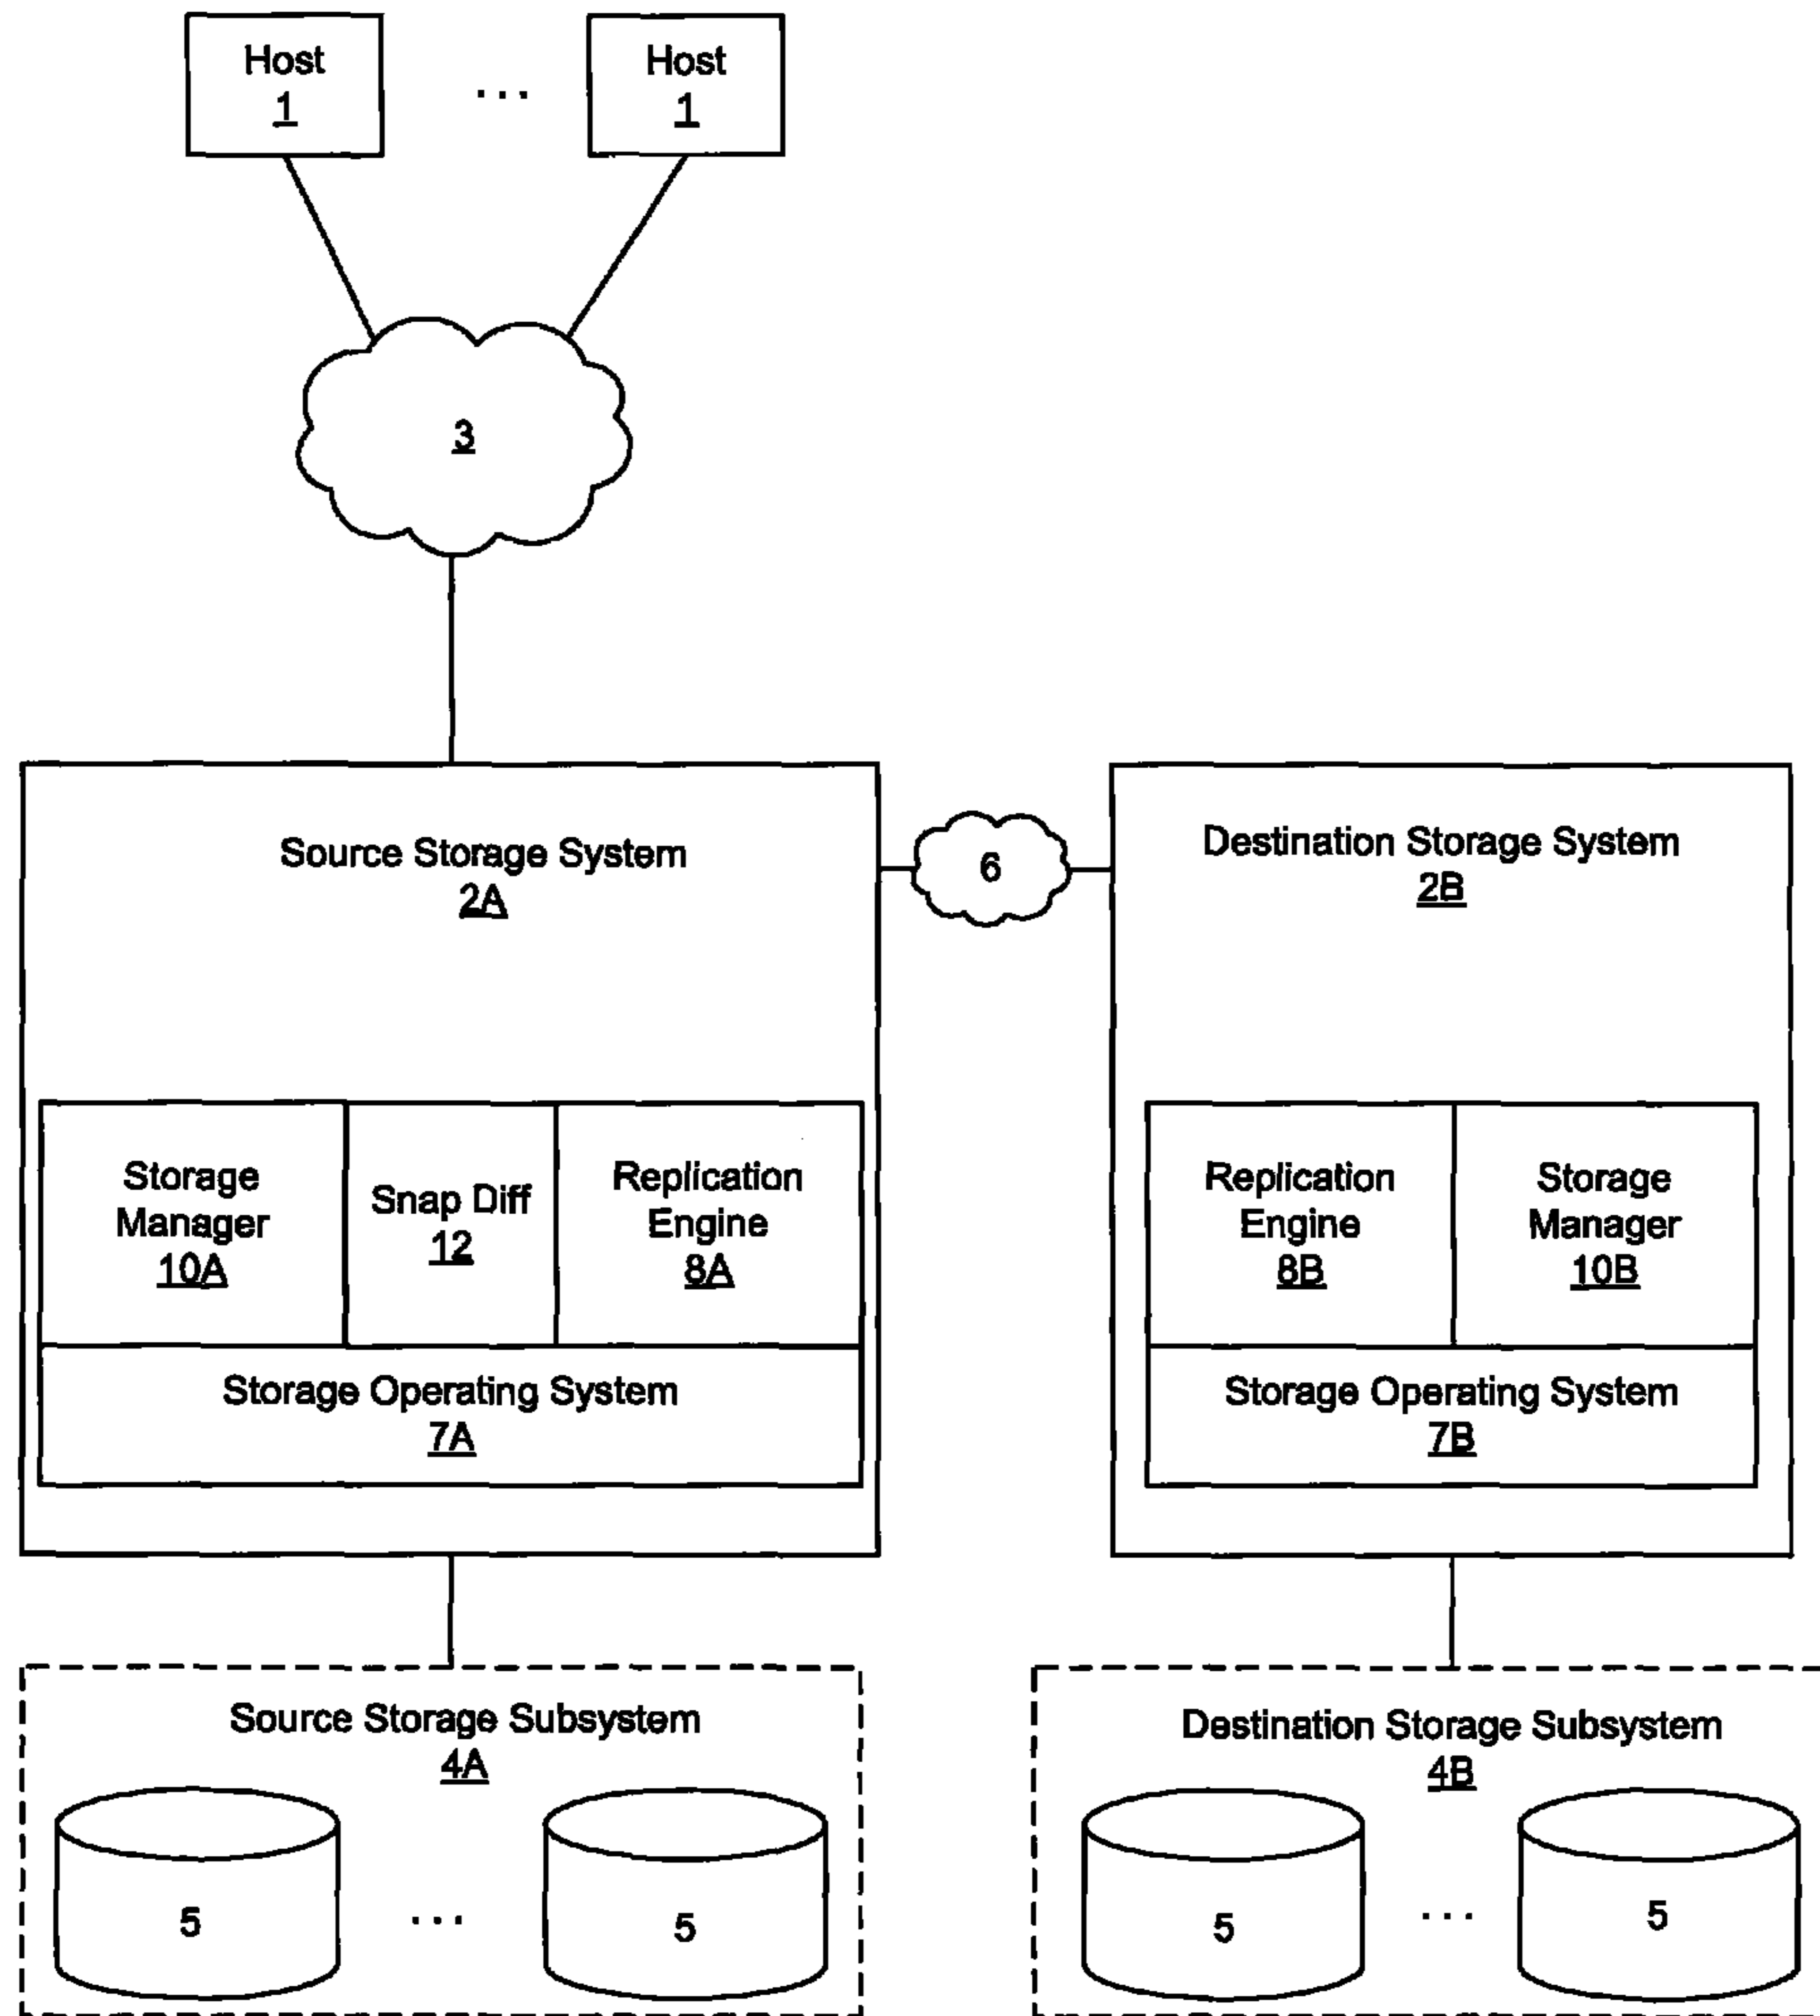 Host
1
...
Host
1
3
Source Storage System
2A
6
Destination Storage System
2B
Storage
Manager
10A
Snap Diff
12
Replication
Engine
8A
Storage Operating System
7A
Replication
Engine
8B
Storage
Manager
10B
Storage Operating System
7B
Source Storage Subsystem
4A
5
...
5
Destination Storage Subsystem
4B
5
...
5